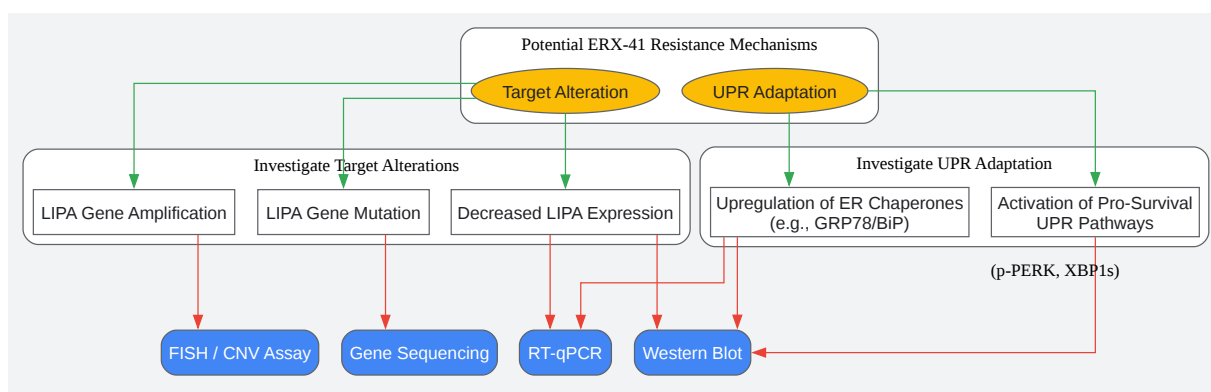 Potential ERX-41 Resistance Mechanisms
Target Alteration
UPR Adaptation
Investigate Target Alterations
Investigate UPR Adaptation
LIPA Gene Amplification
LIPA Gene Mutation
Decreased LIPA Expression
Upregulation of ER Chaperones
(e.g., GRP78/BiP)
Activation of Pro-Survival
UPR Pathways
(p-PERK, XBP1s)
FISH / CNV Assay
Gene Sequencing
RT-qPCR
Western Blot